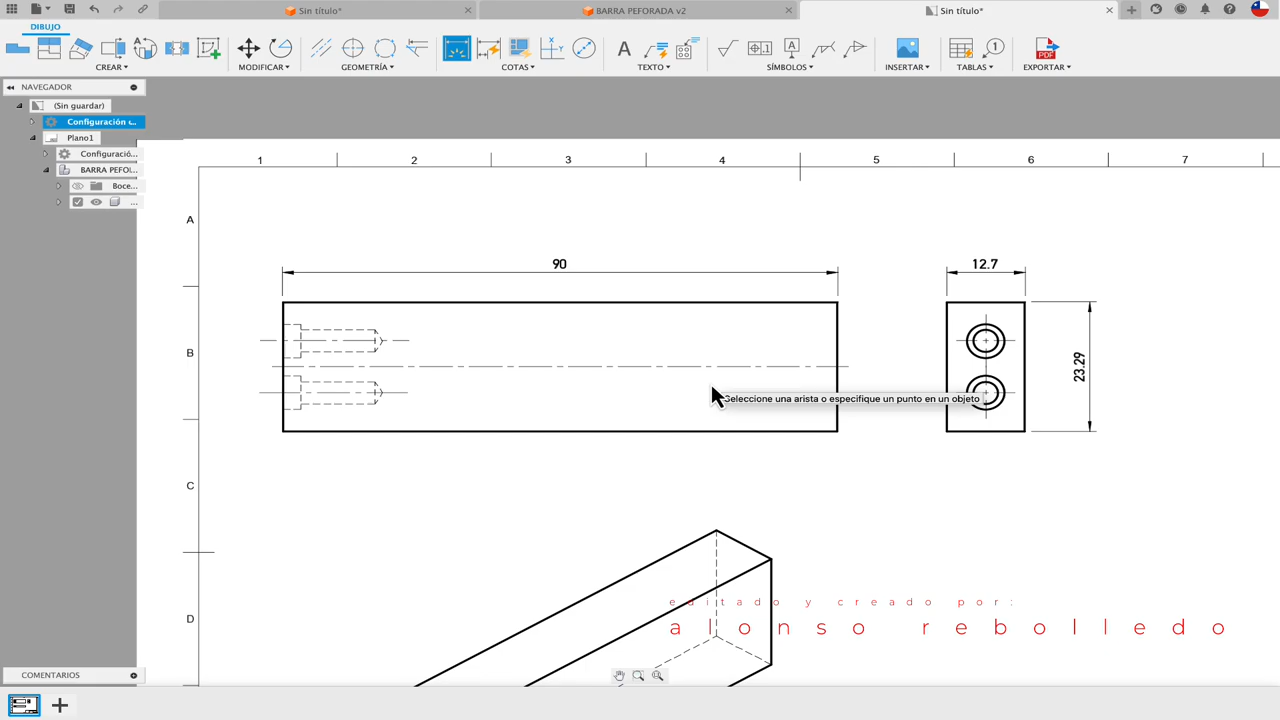 Sin título*
BARRA PEFORADA v2
Sin título*
DIBUJO
CREAR
MODIFICAR
GEOMETRÍA
COTAS
TEXTO
SÍMBOLOS
INSERTAR
TABLAS
EXPORTAR
PDF
NAVEGADOR
(Sin guardar)
Configuración c...
Plano1
Configuració...
BARRA PEFO...
Boce...
...
1 2 3 4 5 6 7
A
B
C
D
90
12.7
23.29
Seleccione una arista o especifique un punto en un objeto
editado y creado por:
alonso rebolledo
COMENTARIOS